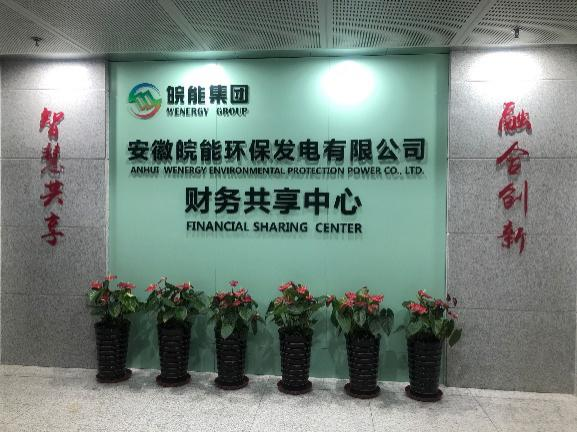 皖能集团
WENERGY GROUP
安徽皖能环保发电有限公司
ANHUI WENERGY ENVIRONMENTAL PROTECTION POWER CO., LTD.
财务共享中心
FINANCIAL SHARING CENTER
智慧共享
融合创新